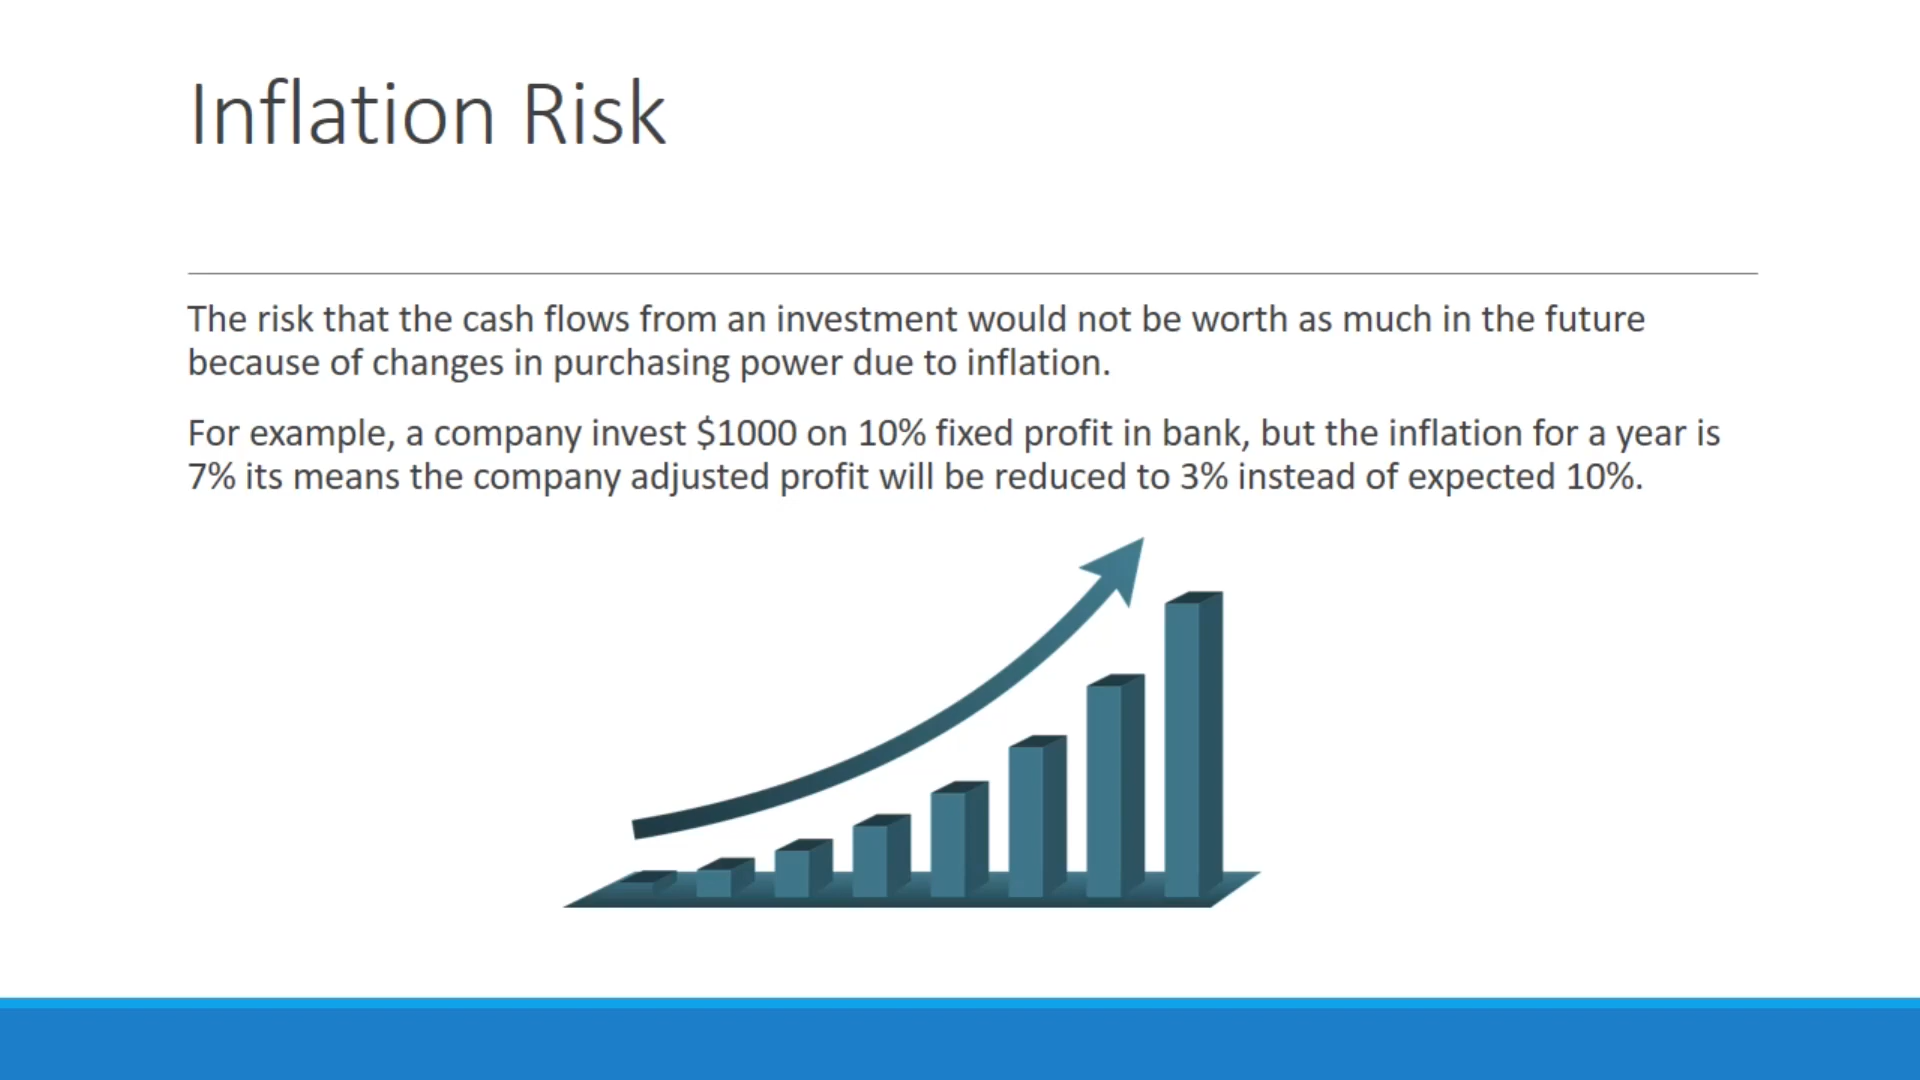 Inflation Risk
The risk that the cash flows from an investment would not be worth as much in the future
because of changes in purchasing power due to inflation.
For example, a company invest $1000 on 10% fixed profit in bank, but the inflation for a year is
7% its means the company adjusted profit will be reduced to 3% instead of expected 10%.